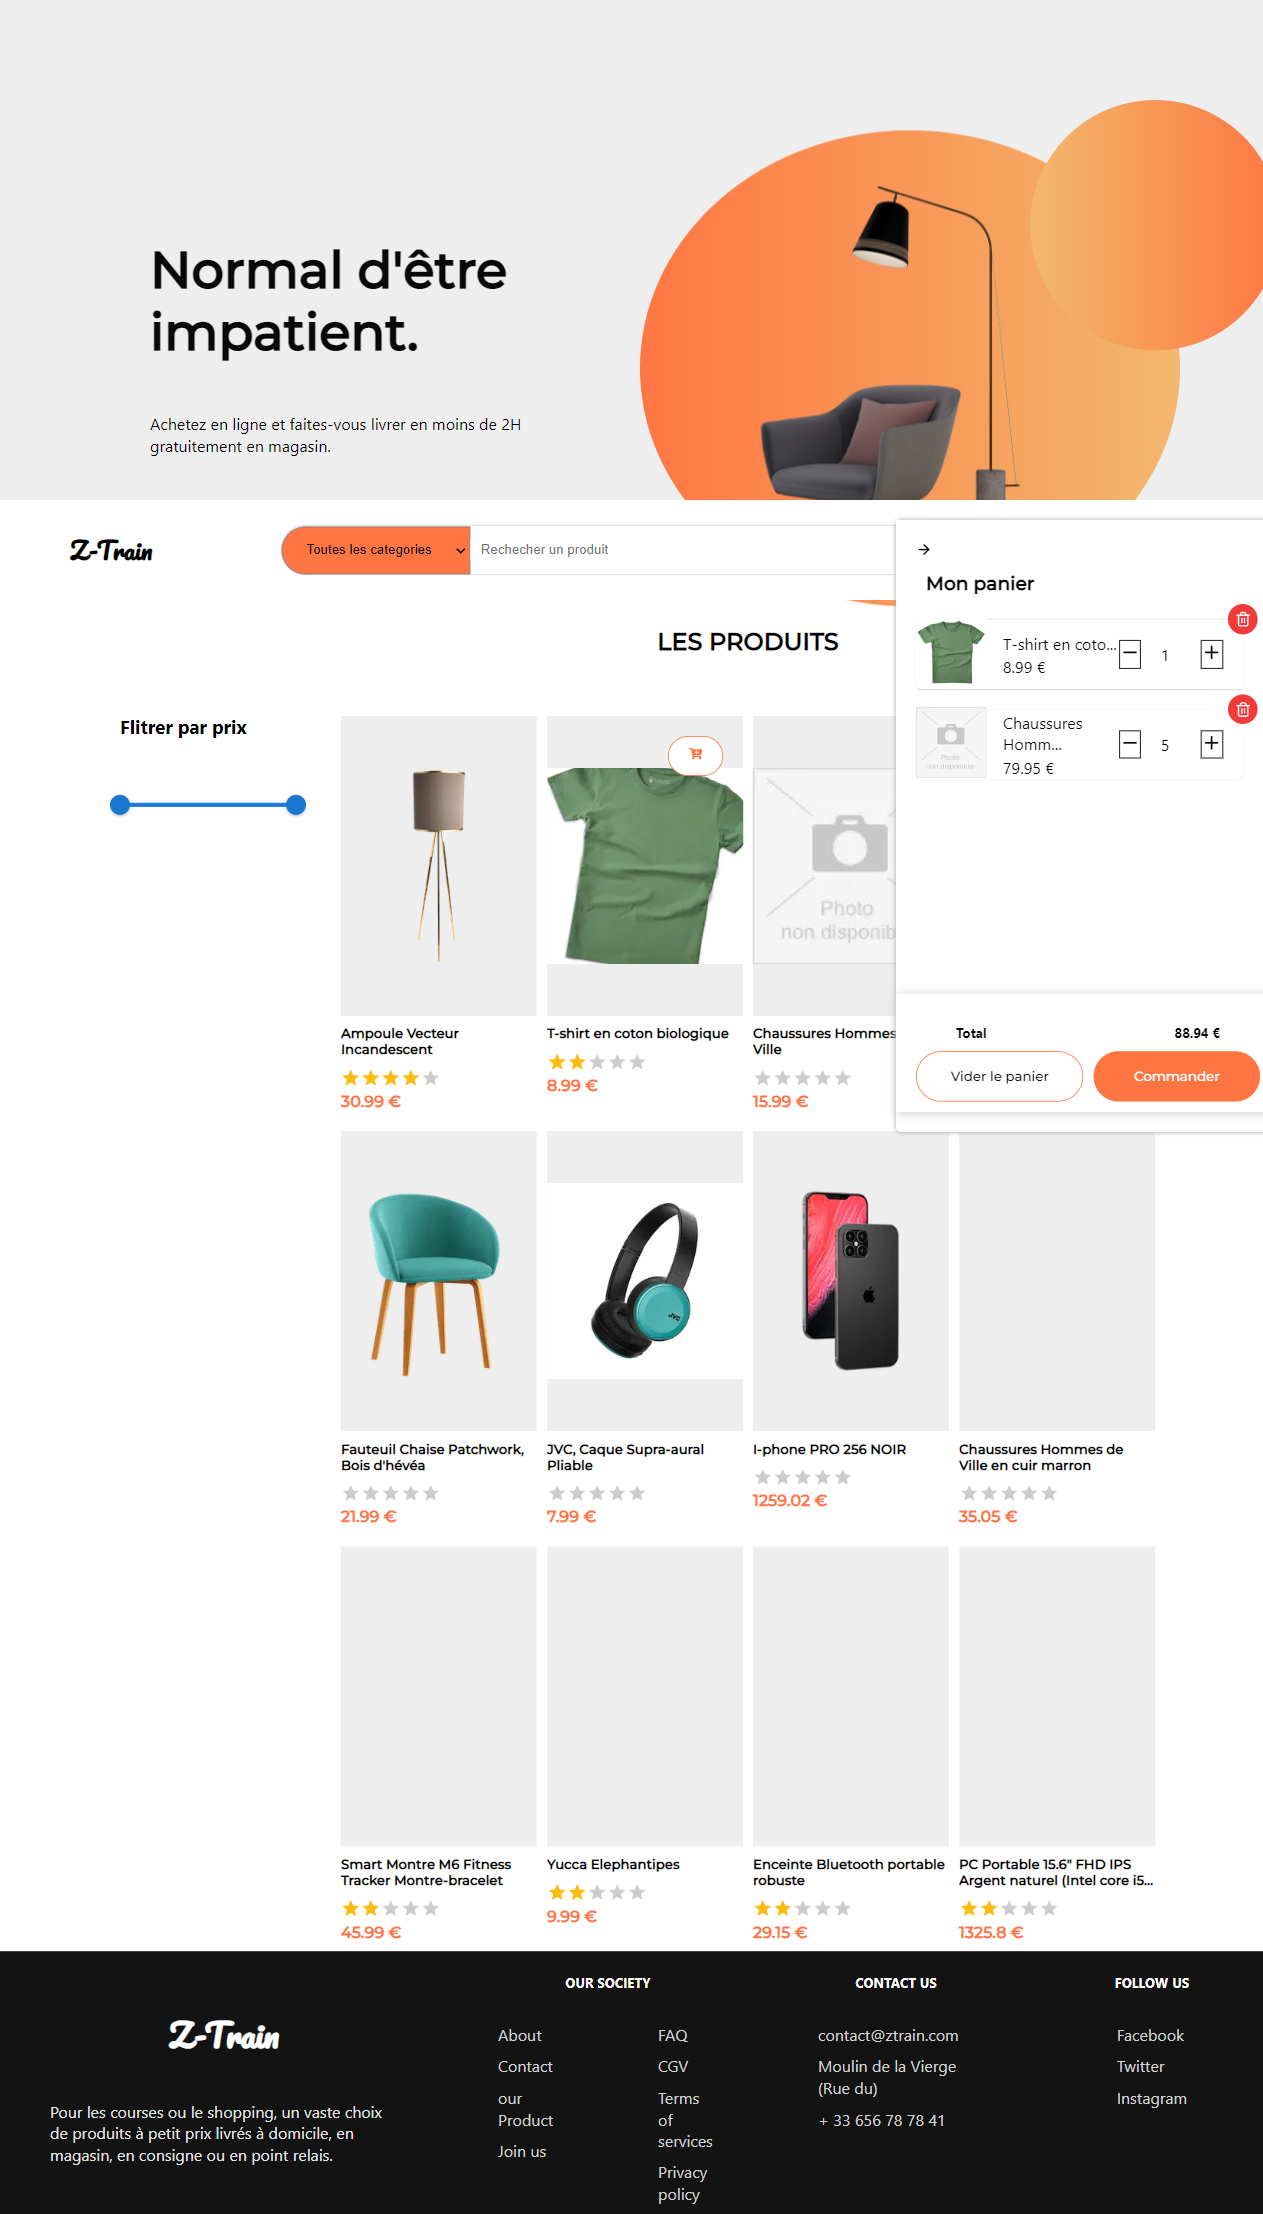 Normal d'être
impatient.
Achetez en ligne et faites-vous livrer en moins de 2H
gratuitement en magasin.
Z-Train
Toutes les categories
Rechecher un produit
Mon panier
T-shirt en coto...
8.99 €
1
Chaussures
Homm...
79.95 €
5
Photo
non disponible
Total
88.94 €
Vider le panier
Commander
LES PRODUITS
Flitrer par prix
Photo
non disponib
Ampoule Vecteur
Incandescent
30.99 €
T-shirt en coton biologique
8.99 €
Chaussures Hommes
Ville
15.99 €
JVC
Fauteuil Chaise Patchwork,
Bois d'hévéa
21.99 €
JVC, Caque Supra-aural
Pliable
7.99 €
I-phone PRO 256 NOIR
1259.02 €
Chaussures Hommes de
Ville en cuir marron
35.05 €
Smart Montre M6 Fitness
Tracker Montre-bracelet
45.99 €
Yucca Elephantipes
9.99 €
Enceinte Bluetooth portable
robuste
29.15 €
PC Portable 15.6" FHD IPS
Argent naturel (Intel core i5...
1325.8 €
Z-Train
Pour les courses ou le shopping, un vaste choix
de produits à petit prix livrés à domicile, en
magasin, en consigne ou en point relais.
OUR SOCIETY
About
Contact
our
Product
Join us
FAQ
CGV
Terms
of
services
Privacy
policy
CONTACT US
contact@ztrain.com
Moulin de la Vierge
(Rue du)
+ 33 656 78 78 41
FOLLOW US
Facebook
Twitter
Instagram